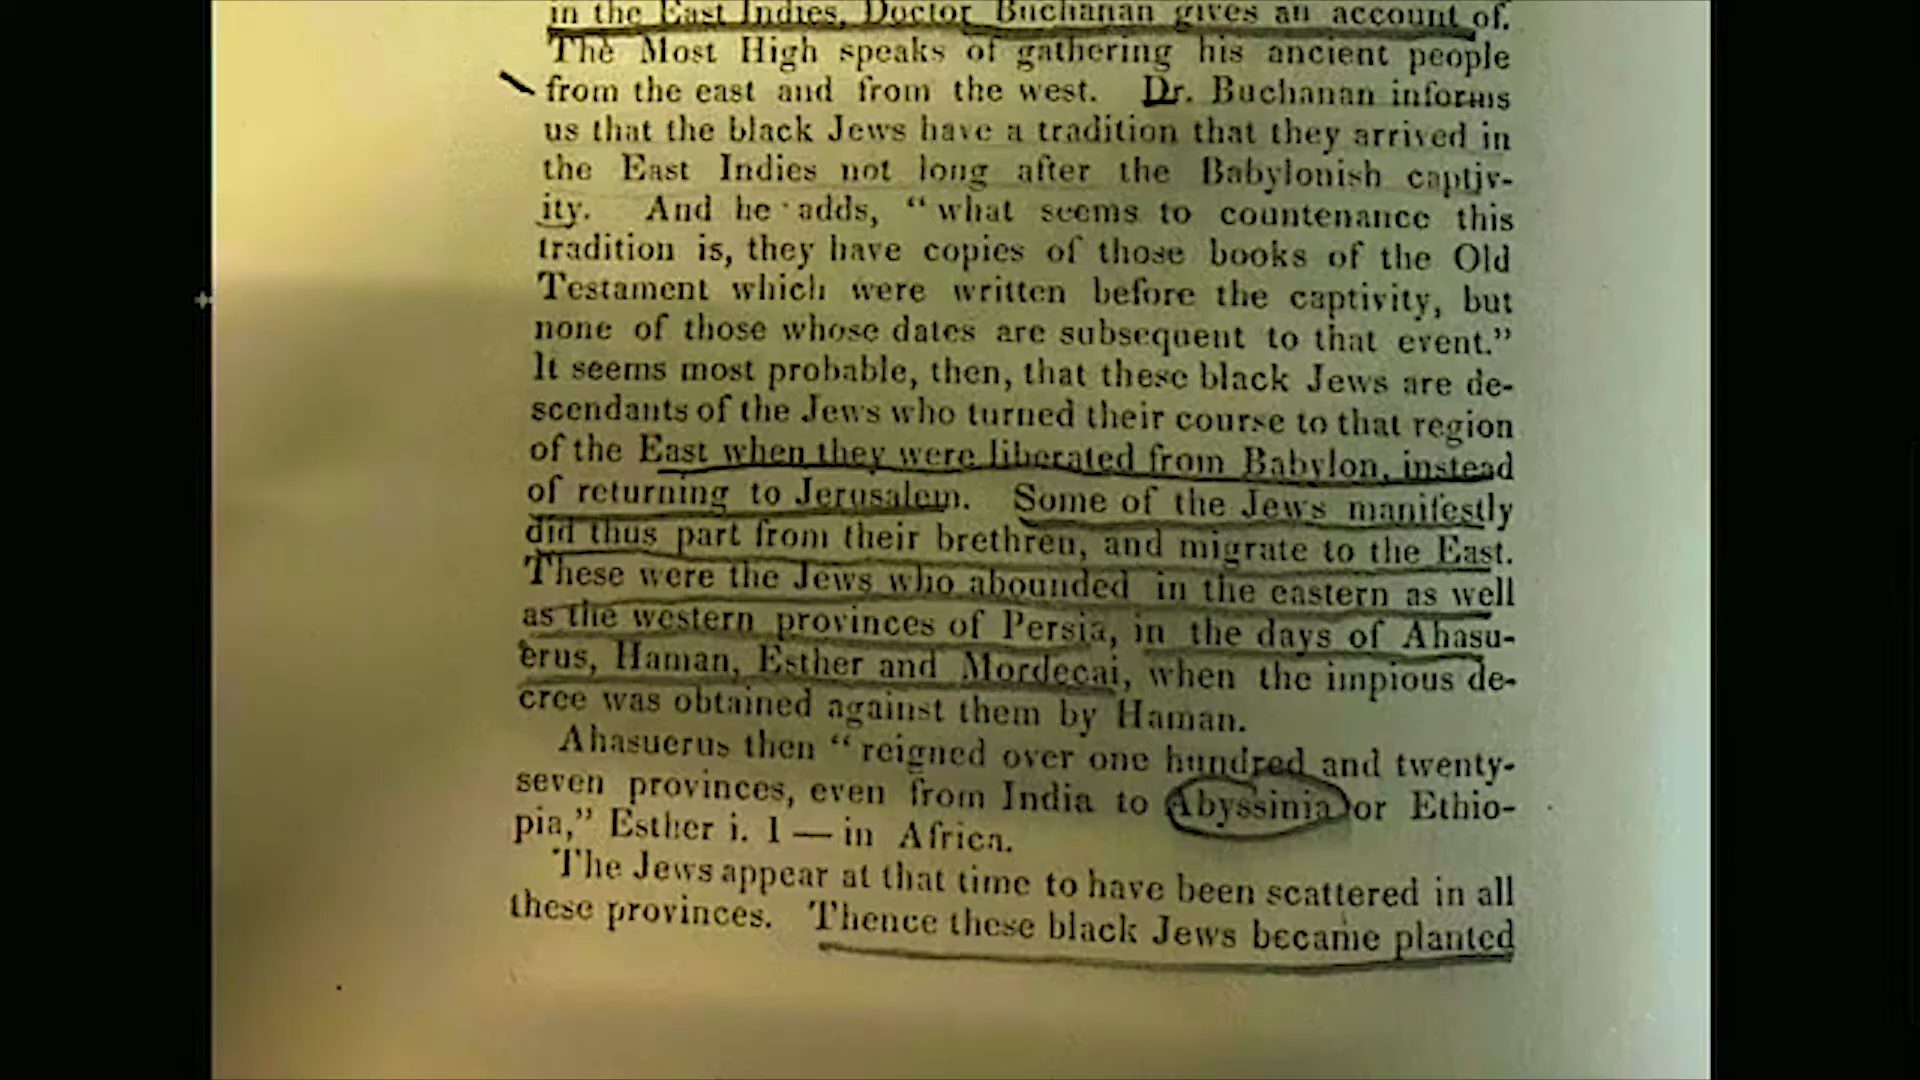 in the East Indies, Doctor Buchanan gives an account of.
The Most High speaks of gathering his ancient people
from the east and from the west. Dr. Buchanan informs
us that the black Jews have a tradition that they arrived in
the East Indies not long after the Babylonish captiv-
ity. And he adds, “what seems to countenance this
tradition is, they have copies of those books of the Old
Testament which were written before the captivity, but
none of those whose dates are subsequent to that event.”
It seems most probable, then, that these black Jews are de-
scendants of the Jews who turned their course to that region
of the East when they were liberated from Babylon, instead
of returning to Jerusalem. Some of the Jews manifestly
did thus part from their brethren, and migrate to the East.
These were the Jews who abounded in the eastern as well
as the western provinces of Persia, in the days of Ahasu-
erus, Haman, Esther and Mordecai, when the impious de-
cree was obtained against them by Haman.
Ahasuerus then “reigned over one hundred and twenty-
seven provinces, even from India to Abyssinia or Ethio-
pia,” Esther i. 1 — in Africa.
The Jews appear at that time to have been scattered in all
these provinces. Thence these black Jews became planted